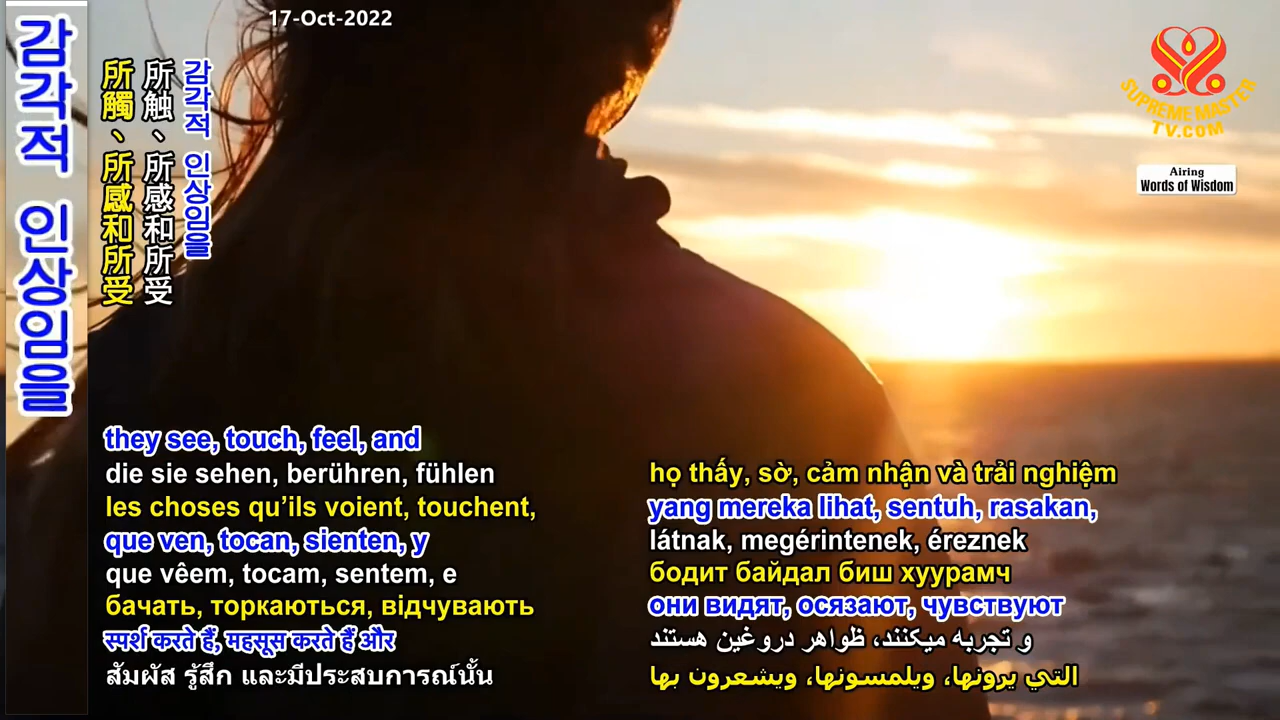 17-Oct-2022
감각적 인상임을
所觸、所感和所受
所触、所感和所受
감각적 인상임을
SUPREME MASTER
TV.COM
Airing
Words of Wisdom
they see, touch, feel, and
die sie sehen, berühren, fühlen
les choses qu’ils voient, touchent,
que ven, tocan, sienten, y
que vêem, tocam, sentem, e
бачать, торкаються, відчувають
स्पर्श करते हैं, महसूस करते हैं और
สัมผัส รู้สึก และมีประสบการณ์นั้น
họ thấy, sờ, cảm nhận và trải nghiệm
yang mereka lihat, sentuh, rasakan,
látnak, megérintenek, éreznek
бодит байдал биш хуурамч
они видят, осязают, чувствуют
و تجربه میکنند، ظواهر دروغین هستند
التي يرونها، ويلمسونها، ويشعرون بها